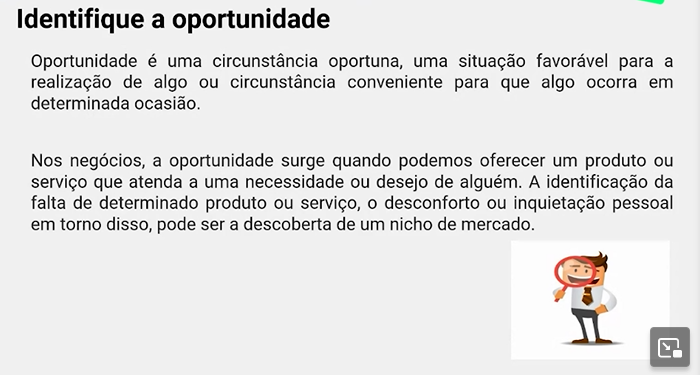 Identifique a oportunidade
Oportunidade é uma circunstância oportuna, uma situação favorável para a
realização de algo ou circunstância conveniente para que algo ocorra em
determinada ocasião.
Nos negócios, a oportunidade surge quando podemos oferecer um produto ou
serviço que atenda a uma necessidade ou desejo de alguém. A identificação da
falta de determinado produto ou serviço, o desconforto ou inquietação pessoal
em torno disso, pode ser a descoberta de um nicho de mercado.